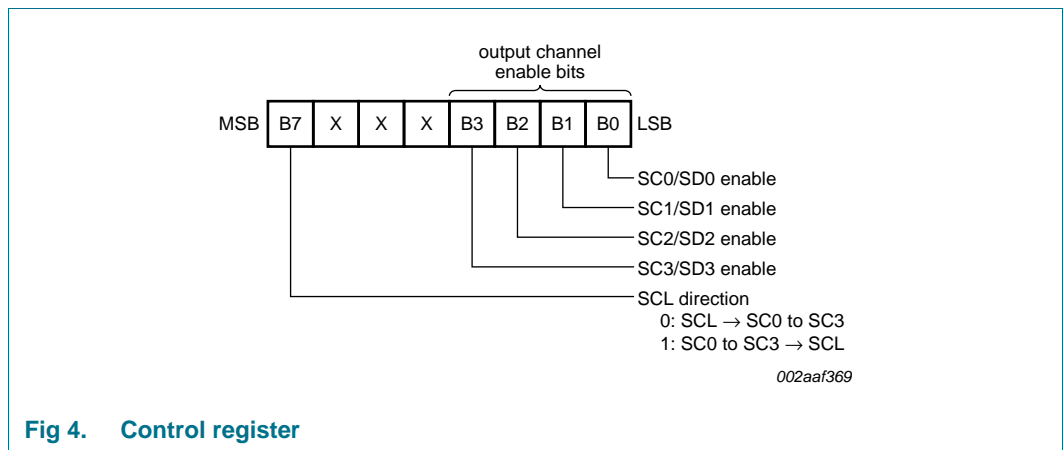 output channel
enable bits
MSB B7 X X X B3 B2 B1 B0 LSB
SC0/SD0 enable
SC1/SD1 enable
SC2/SD2 enable
SC3/SD3 enable
SCL direction
0: SCL → SC0 to SC3
1: SC0 to SC3 → SCL
002aaf369
Fig 4. Control register